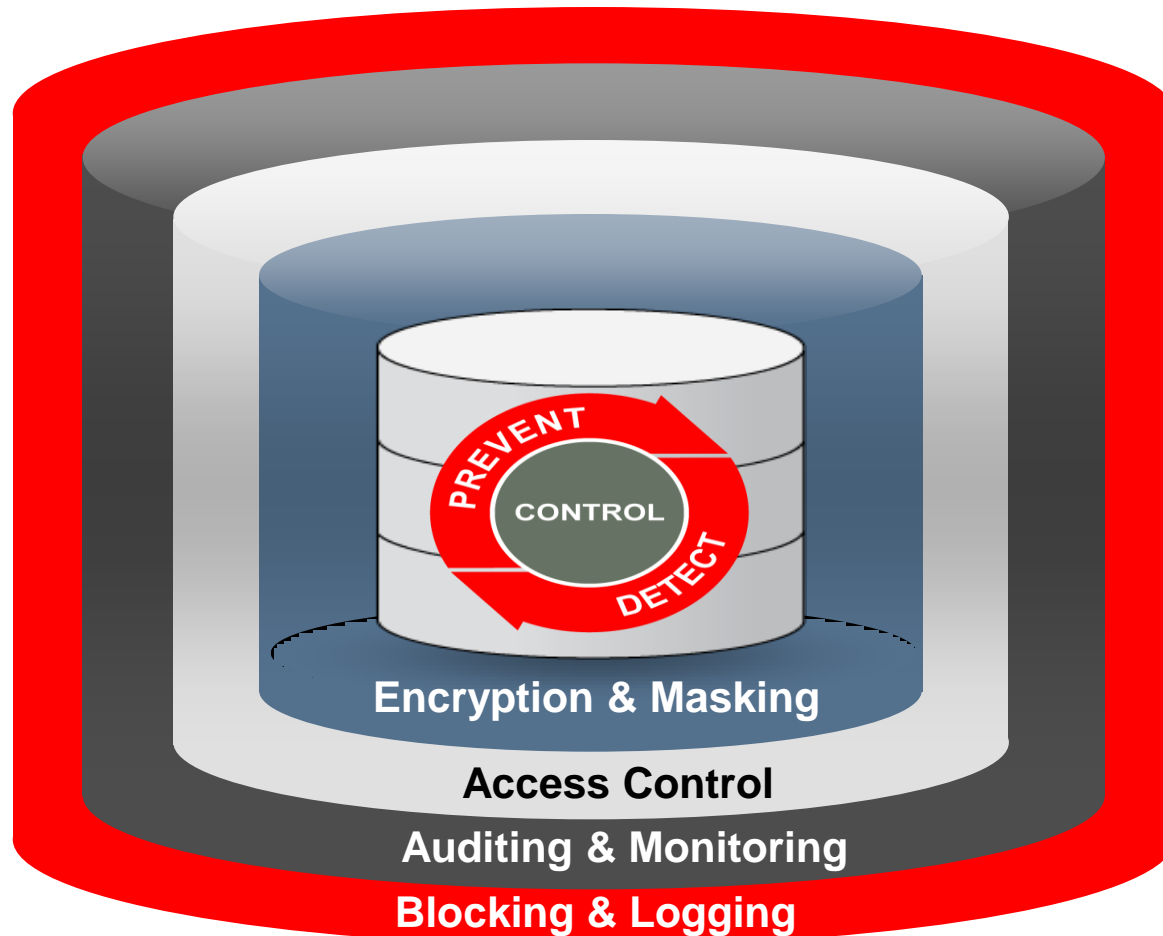 PREVENT
CONTROL
DETECT
Encryption & Masking
Access Control
Auditing & Monitoring
Blocking & Logging